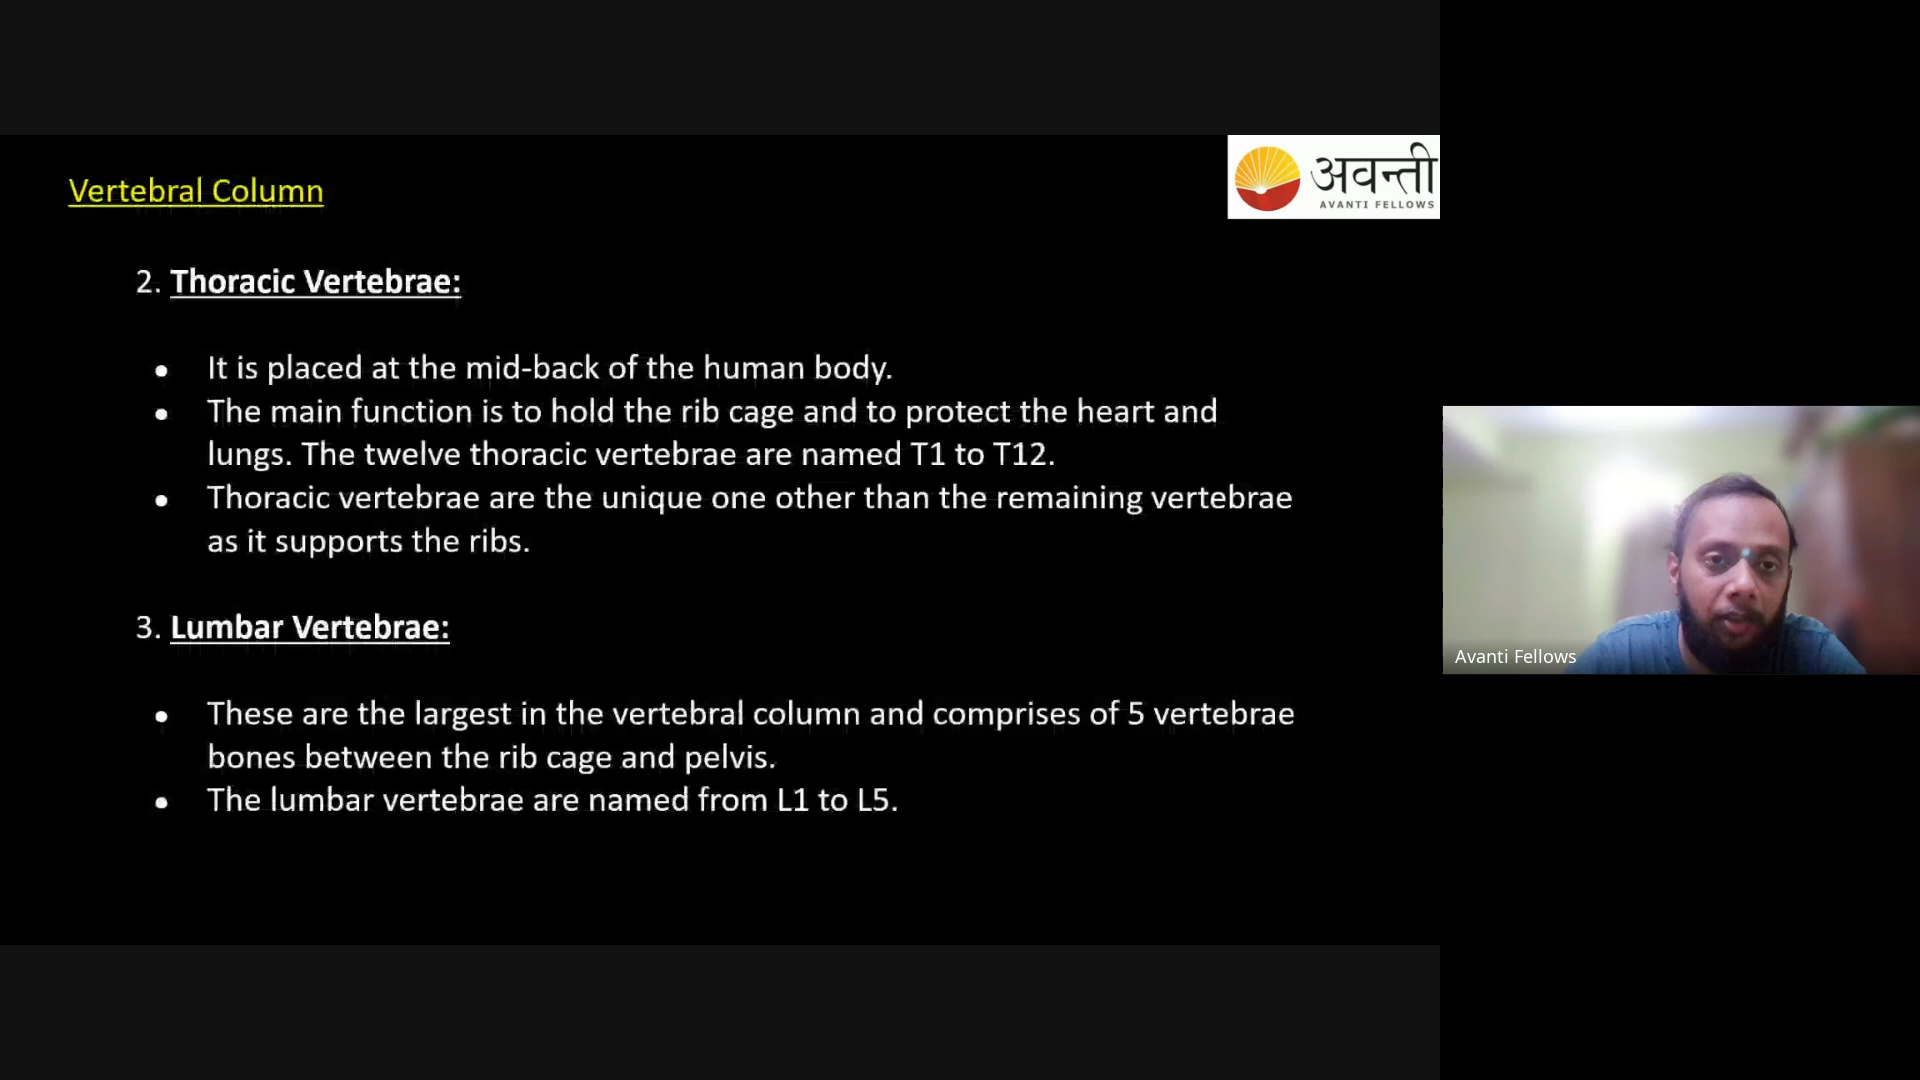 Vertebral Column
अवन्ती
AVANTI FELLOWS
2. Thoracic Vertebrae:
● It is placed at the mid-back of the human body.
● The main function is to hold the rib cage and to protect the heart and
lungs. The twelve thoracic vertebrae are named T1 to T12.
● Thoracic vertebrae are the unique one other than the remaining vertebrae
as it supports the ribs.
3. Lumbar Vertebrae:
● These are the largest in the vertebral column and comprises of 5 vertebrae
bones between the rib cage and pelvis.
● The lumbar vertebrae are named from L1 to L5.
Avanti Fellows